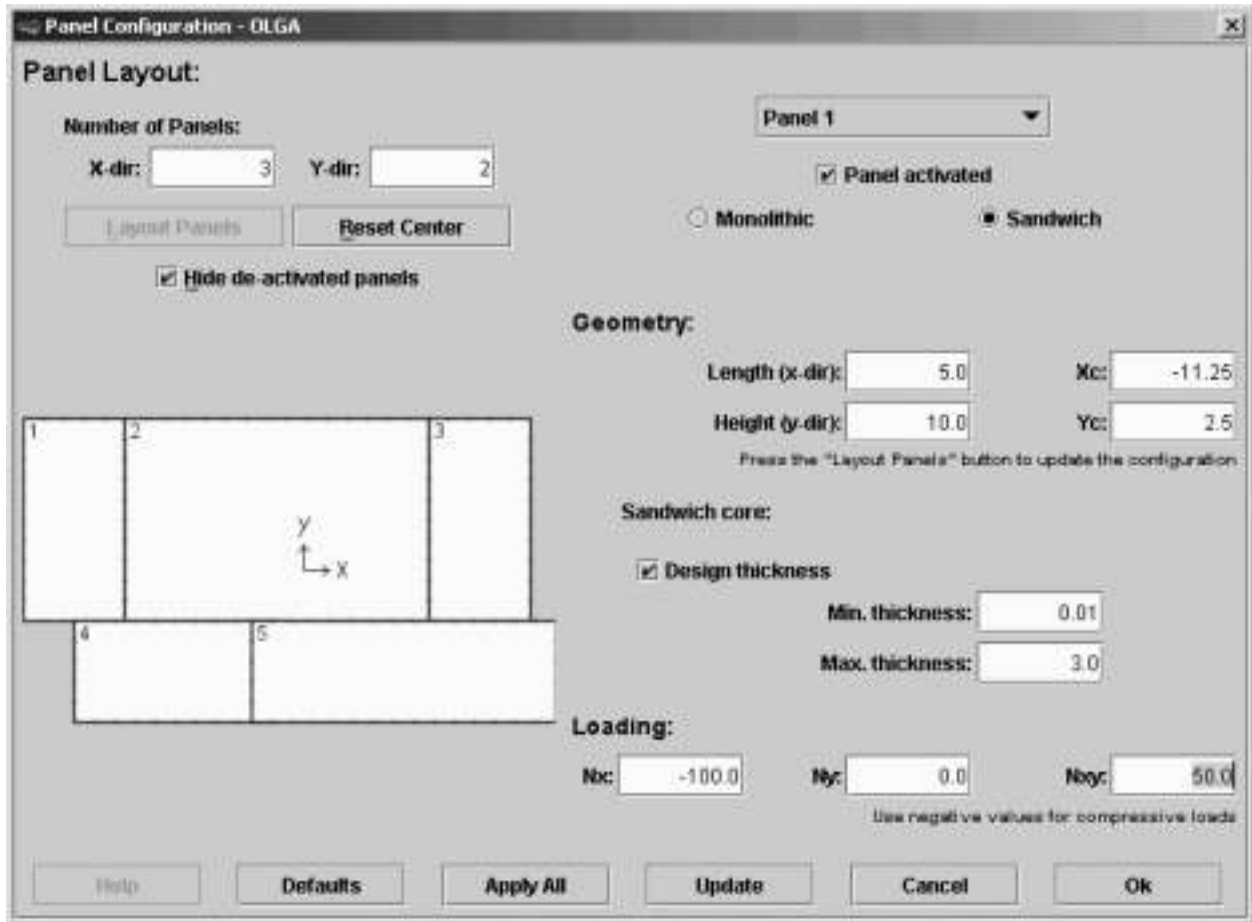 Panel Configuration - OLGA
Panel Layout:
Number of Panels:
X-dir: 3 Y-dir: 2
Layout Panels Reset Center
Hide de-activated panels
Panel 1
Panel activated
Monolithic Sandwich
Geometry:
Length (x-dir): 5.0 Xc: -11.25
Height (y-dir): 10.0 Yc: 2.5
Press the "Layout Panels" button to update the configuration
1 2 3
y
x
4 5
Sandwich core:
Design thickness
Min. thickness: 0.01
Max. thickness: 3.0
Loading:
Nx: -100.0 Ny: 0.0 Nxy: 50.0
Use negative values for compressive loads
Help Defaults Apply All Update Cancel Ok